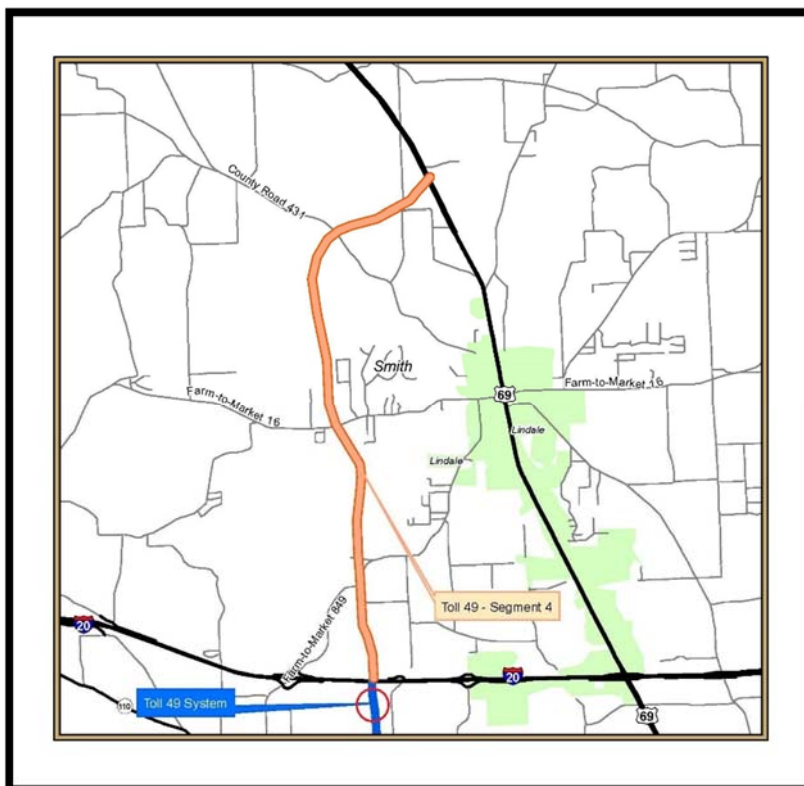 County Road 431
Smith
Farm-to-Market 16
69
Farm-to-Market 16
Lindale
Lindale
Toll 49 - Segment 4
20
Farm-to-Market 849
20
110
Toll 49 System
69